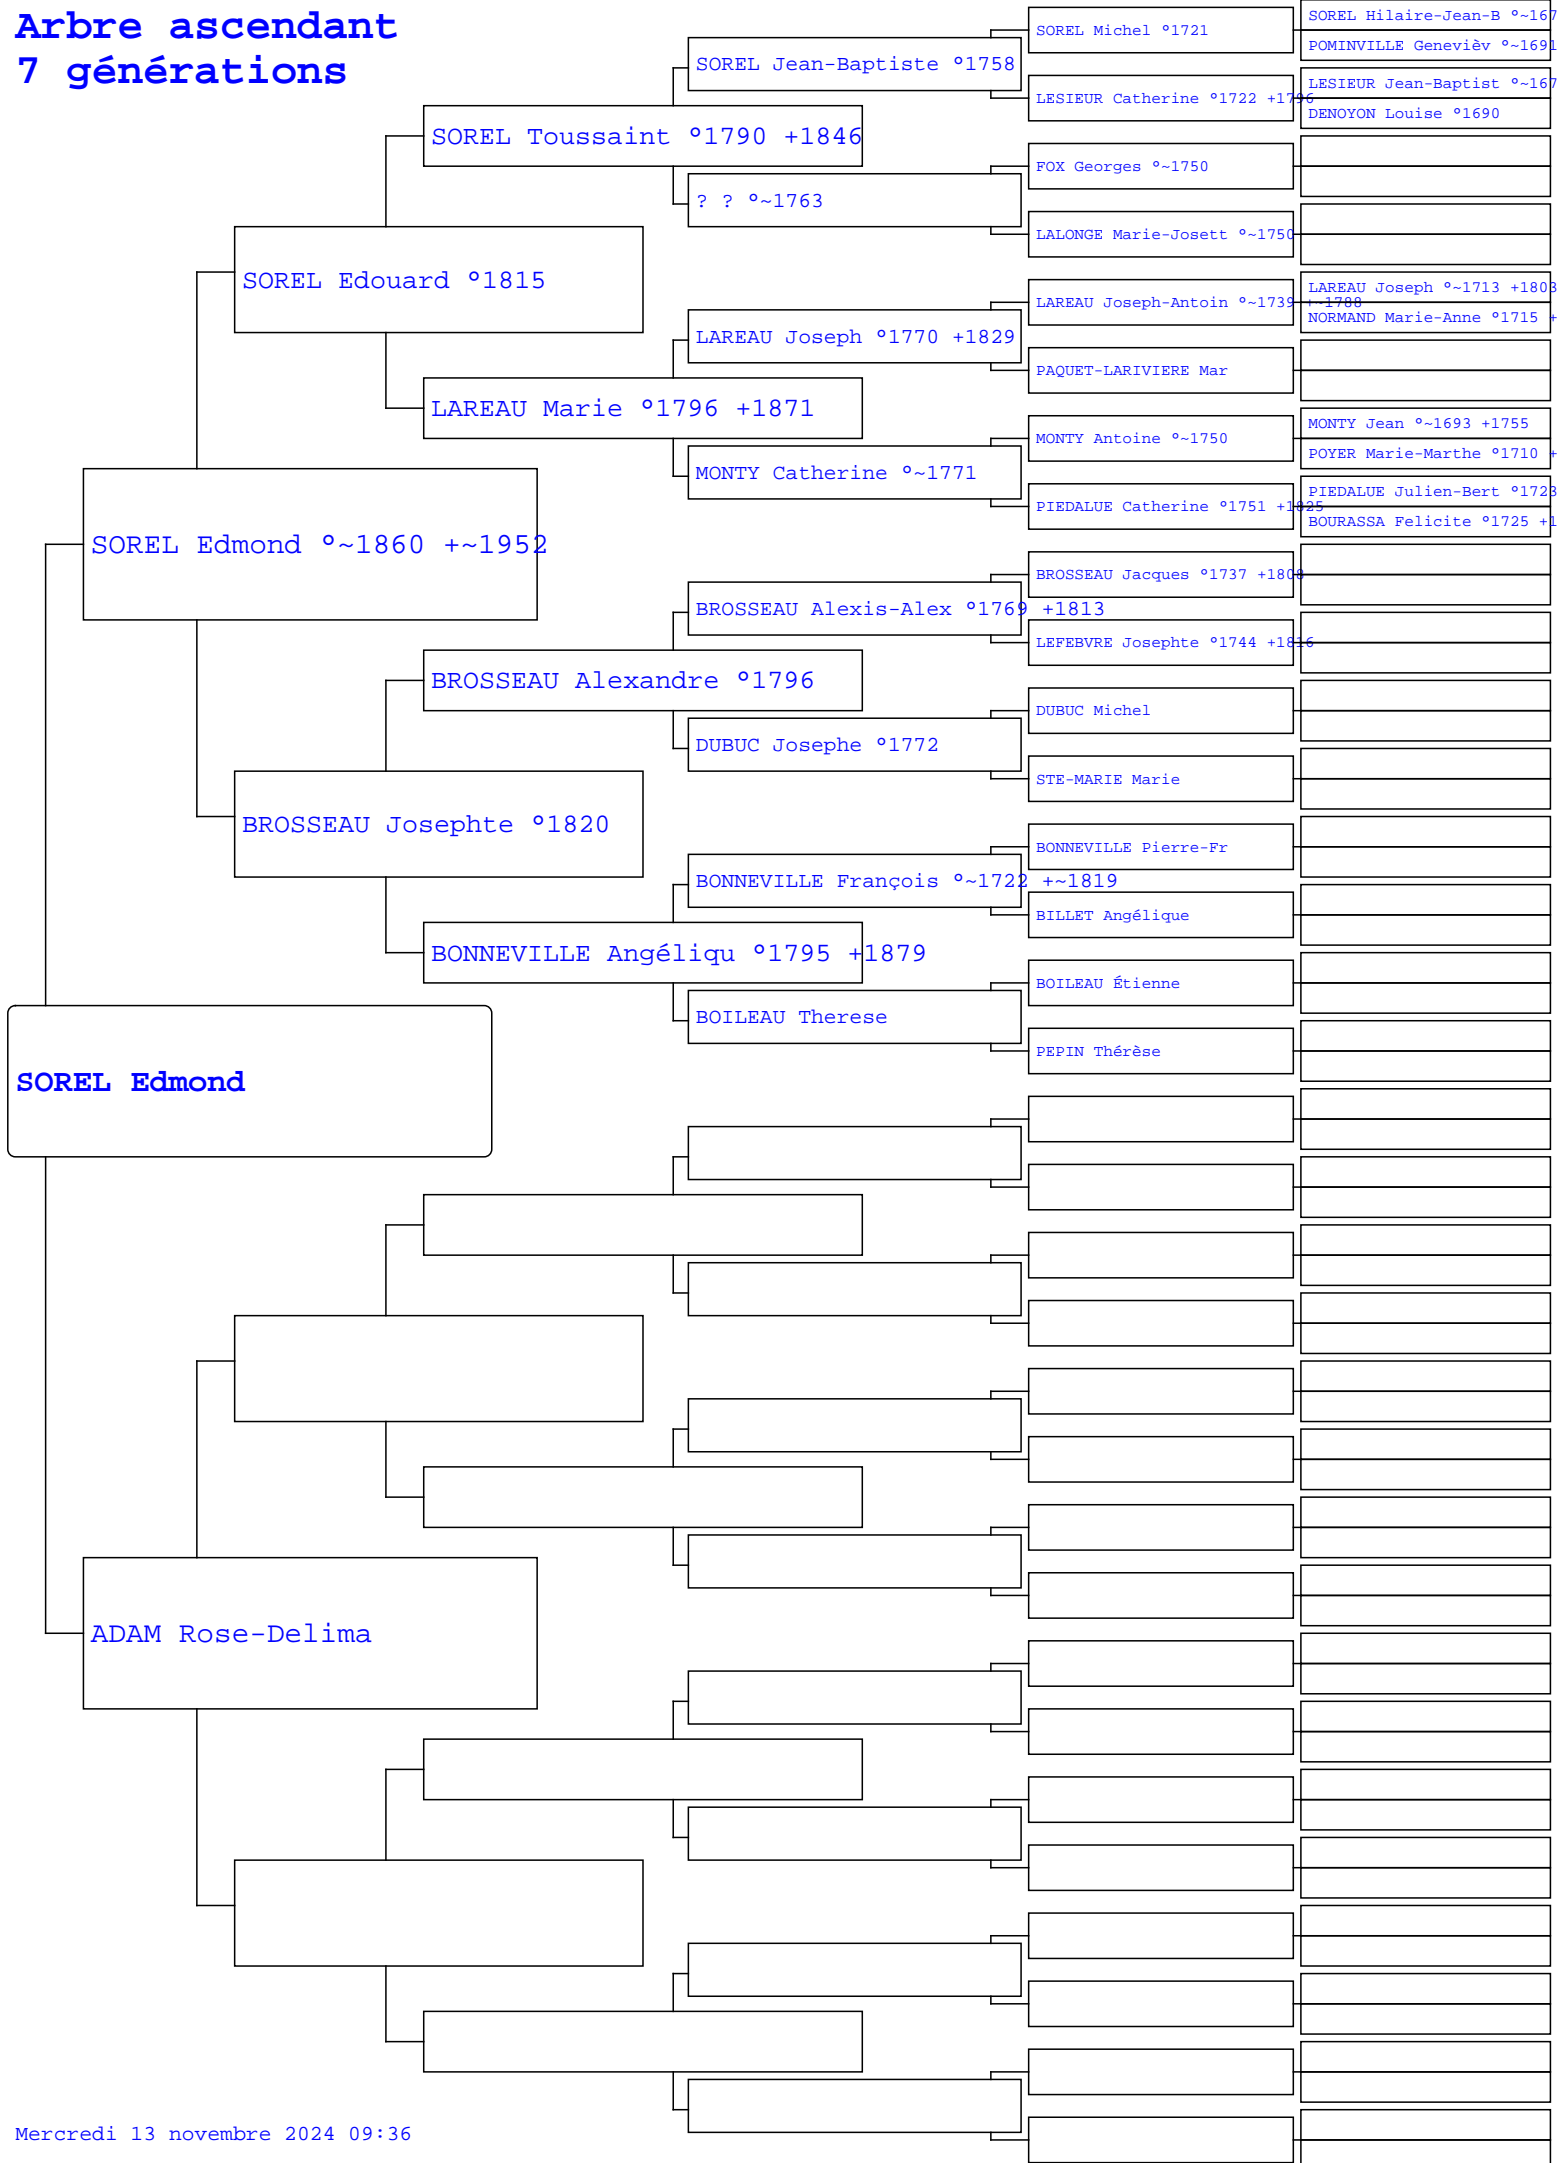 Arbre ascendant
7 générations
SOREL Hilaire-Jean-B °~167
POMINVILLE Genevièv °~1691
SOREL Michel °1721
SOREL Jean-Baptiste °1758
LESIEUR Jean-Baptist °~167
LESIEUR Catherine °1722 +1796
DENOYON Louise °1690
SOREL Toussaint °1790 +1846
FOX Georges °~1750
? ? °~1763
LALONGE Marie-Josett °~1750
SOREL Edouard °1815
LAREAU Joseph °~1713 +1803
LAREAU Joseph-Antoin °~1739 +~1788
NORMAND Marie-Anne °1715 +
LAREAU Joseph °1770 +1829
PAQUET-LARIVIERE Mar
LAREAU Marie °1796 +1871
MONTY Jean °~1693 +1755
MONTY Antoine °~1750
POYER Marie-Marthe °1710 +
MONTY Catherine °~1771
PIEDALUE Julien-Bert °1723
PIEDALUE Catherine °1751 +1825
BOURASSA Felicite °1725 +1
SOREL Edmond °~1860 +~1952
BROSSEAU Jacques °1737 +1808
BROSSEAU Alexis-Alex °1769 +1813
LEFEBVRE Josephte °1744 +1816
BROSSEAU Alexandre °1796
DUBUC Michel
DUBUC Josephe °1772
STE-MARIE Marie
BROSSEAU Josephte °1820
BONNEVILLE Pierre-Fr
BONNEVILLE François °~1722 +~1819
BILLET Angélique
BONNEVILLE Angéliqu °1795 +1879
BOILEAU Étienne
BOILEAU Therese
PEPIN Thérèse
SOREL Edmond
ADAM Rose-Delima
Mercredi 13 novembre 2024 09:36